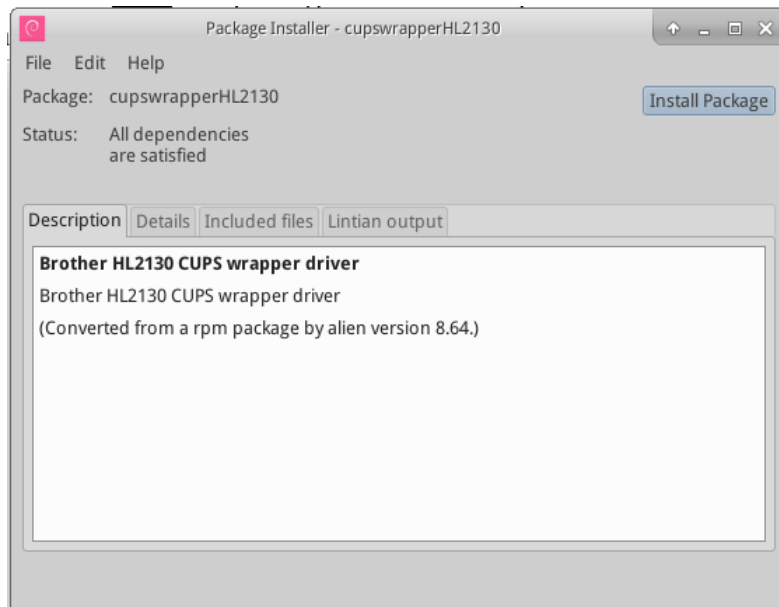 Package Installer - cupswrapperHL2130
File Edit Help
Package: cupswrapperHL2130
Install Package
Status: All dependencies
are satisfied
Description Details Included files Lintian output
Brother HL2130 CUPS wrapper driver
Brother HL2130 CUPS wrapper driver
(Converted from a rpm package by alien version 8.64.)